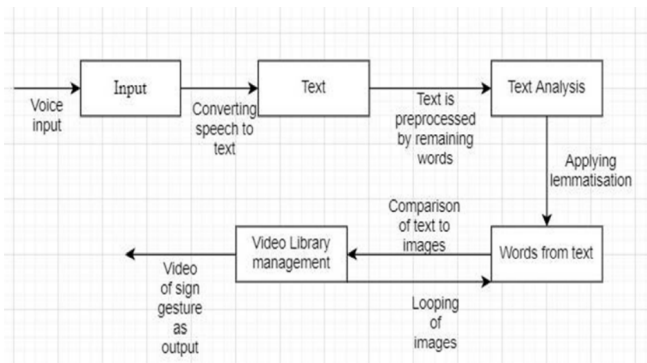 Input
Text
Text Analysis
Voice
input
Converting
speech to
text
Text is
preprocessed
by remaining
words
Applying
lemmatisation
Comparison
of text to
images
Video Library
management
Words from text
Video
of sign
gesture
as
output
Looping
of
images